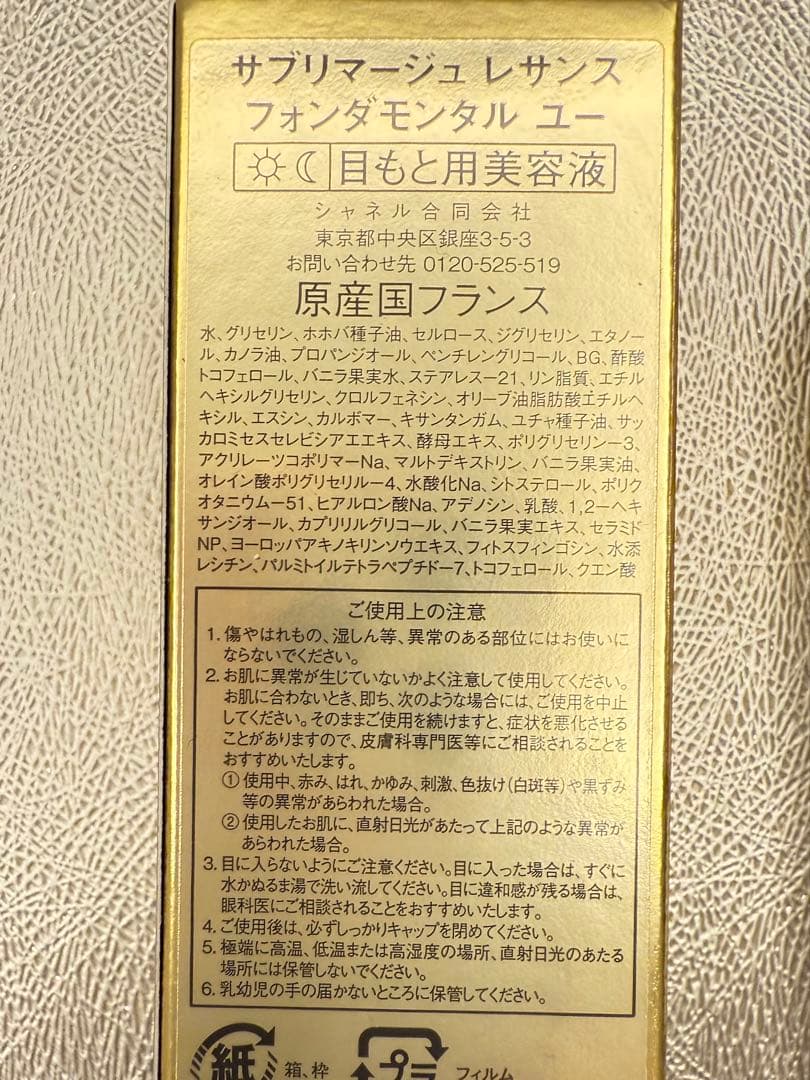 サブリマージュ レサンス
フォンダモンタル ユー
目もと用美容液
シャネル合同会社
東京都中央区銀座3-5-3
お問い合わせ先 0120-525-519
原産国フランス
水、グリセリン、ホホバ種子油、セルロース、ジグリセリン、エタノー
ル、カノラ油、プロパンジオール、ペンチレングリコール、BG、酢酸
トコフェロール、バニラ果実水、ステアレスー21、リン脂質、エチル
ヘキシルグリセリン、クロルフェネシン、オリーブ油脂肪酸エチルヘ
キシル、エスシン、カルボマー、キサンタンガム、ユチャ種子油、サッ
カロミセスセレビシアエエキス、酵母エキス、ポリグリセリンー3、
アクリレーツコポリマーNa、マルトデキストリン、バニラ果実油、
オレイン酸ポリグリセリルー4、水酸化Na、シトステロール、ポリク
オタニウムー51、ヒアルロン酸Na、アデノシン、乳酸、1,2ーヘキ
サンジオール、カプリリルグリコール、バニラ果実エキス、セラミド
NP、ヨーロッパアキノキリンソウエキス、フィトスフィンゴシン、水添
レシチン、パルミトイルテトラペプチドー7、トコフェロール、クエン酸
ご使用上の注意
1. 傷やはれもの、湿しん等、異常のある部位にはお使いに
ならないでください。
2. お肌に異常が生じていないかよく注意して使用してください。
お肌に合わないとき、即ち、次のような場合には、ご使用を中止
してください。そのままご使用を続けますと、症状を悪化させる
ことがありますので、皮膚科専門医等にご相談されることを
おすすめいたします。
① 使用中、赤み、はれ、かゆみ、刺激、色抜け(白斑等)や黒ずみ
等の異常があらわれた場合。
② 使用したお肌に、直射日光があたって上記のような異常が
あらわれた場合。
3. 目に入らないようにご注意ください。目に入った場合は、すぐに
水かぬるま湯で洗い流してください。目に違和感が残る場合は、
眼科医にご相談されることをおすすめいたします。
4. ご使用後は、必ずしっかりキャップを閉めてください。
5. 極端に高温、低温または高湿度の場所、直射日光のあたる
場所には保管しないでください。
6. 乳幼児の手の届かないところに保管してください。
紙 箱、枠 プラ フィルム